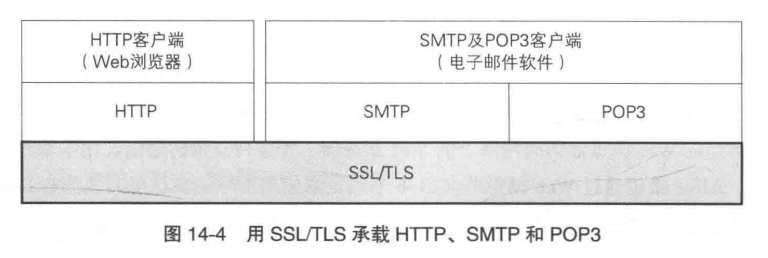 HTTP客户端
（Web浏览器）
SMTP及POP3客户端
（电子邮件软件）
HTTP
SMTP
POP3
SSL/TLS
图 14-4 用 SSL/TLS 承载 HTTP、SMTP 和 POP3